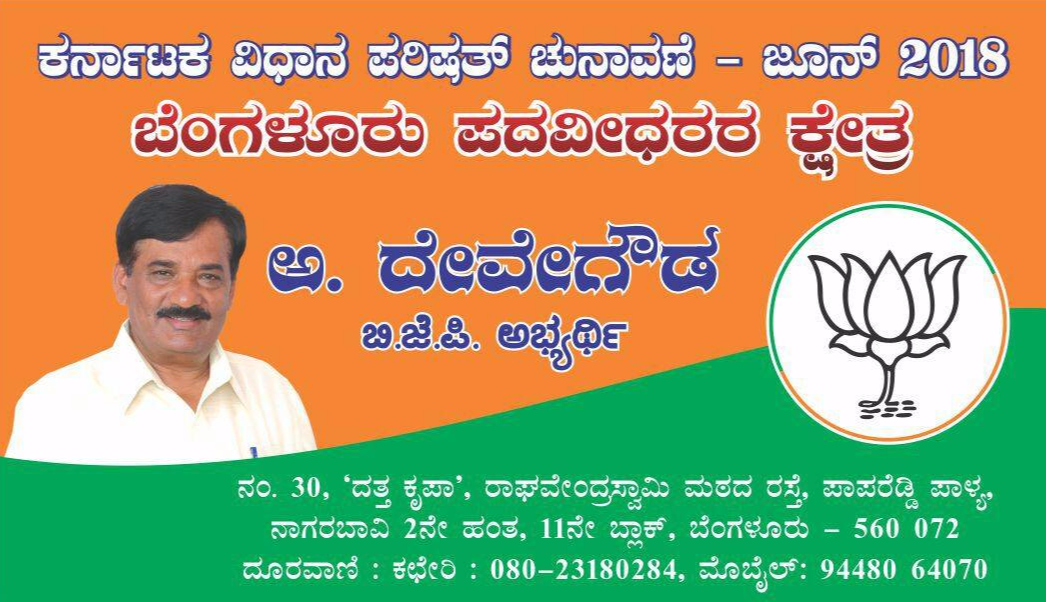 ಕರ್ನಾಟಕ ವಿಧಾನ ಪರಿಷತ್ ಚುನಾವಣೆ – ಜೂನ್ 2018
ಬೆಂಗಳೂರು ಪದವೀಧರರ ಕ್ಷೇತ್ರ
ಅ. ದೇವೇಗೌಡ
ಬಿ.ಜೆ.ಪಿ. ಅಭ್ಯರ್ಥಿ
ನಂ. 30, ‘ದತ್ತ ಕೃಪಾ’, ರಾಘವೇಂದ್ರಸ್ವಾಮಿ ಮಠದ ರಸ್ತೆ, ಪಾಪರೆಡ್ಡಿ ಪಾಳ್ಯ,
ನಾಗರಬಾವಿ 2ನೇ ಹಂತ, 11ನೇ ಬ್ಲಾಕ್, ಬೆಂಗಳೂರು – 560 072
ದೂರವಾಣಿ : ಕಛೇರಿ : 080–23180284, ಮೊಬೈಲ್: 94480 64070